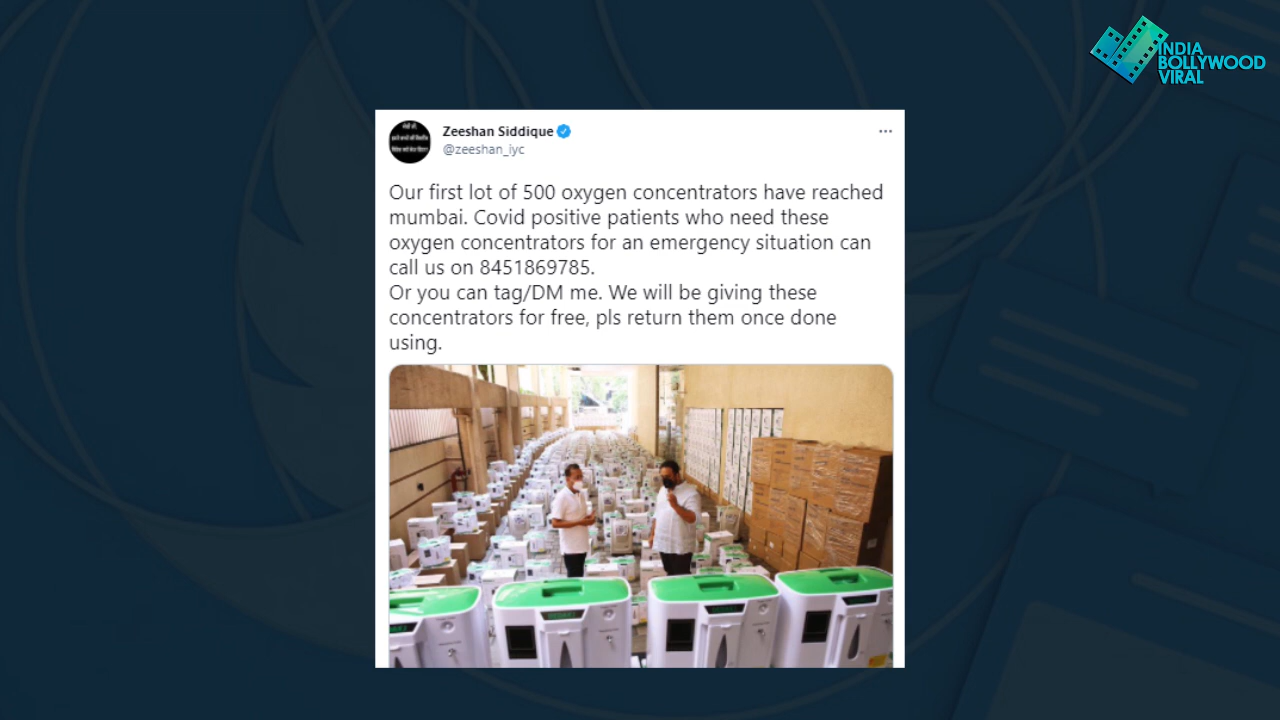 INDIA
BOLLYWOOD
VIRAL
Zeeshan Siddique
@zeeshan_iyc
Our first lot of 500 oxygen concentrators have reached
mumbai. Covid positive patients who need these
oxygen concentrators for an emergency situation can
call us on 8451869785.
Or you can tag/DM me. We will be giving these
concentrators for free, pls return them once done
using.